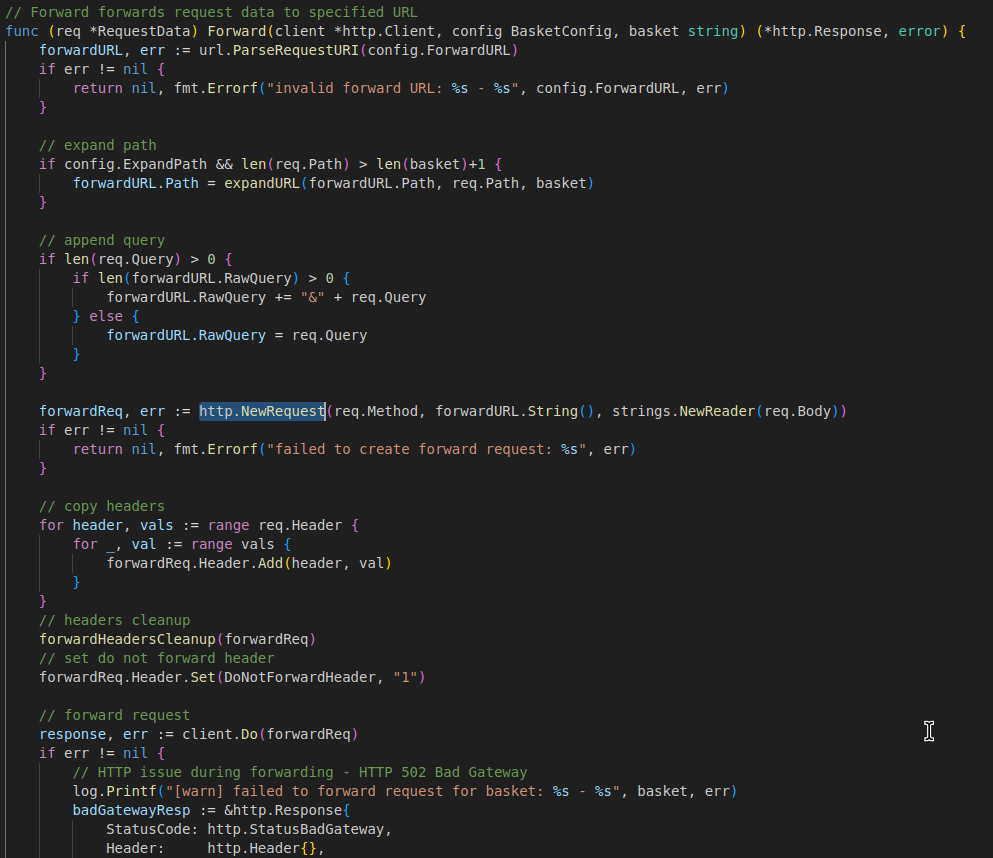 // Forward forwards request data to specified URL
func (req *RequestData) Forward(client *http.Client, config BasketConfig, basket string) (*http.Response, error) {
    forwardURL, err := url.ParseRequestURI(config.ForwardURL)
    if err != nil {
        return nil, fmt.Errorf("invalid forward URL: %s - %s", config.ForwardURL, err)
    }

    // expand path
    if config.ExpandPath && len(req.Path) > len(basket)+1 {
        forwardURL.Path = expandURL(forwardURL.Path, req.Path, basket)
    }

    // append query
    if len(req.Query) > 0 {
        if len(forwardURL.RawQuery) > 0 {
            forwardURL.RawQuery += "&" + req.Query
        } else {
            forwardURL.RawQuery = req.Query
        }
    }

    forwardReq, err := http.NewRequest(req.Method, forwardURL.String(), strings.NewReader(req.Body))
    if err != nil {
        return nil, fmt.Errorf("failed to create forward request: %s", err)
    }

    // copy headers
    for header, vals := range req.Header {
        for _, val := range vals {
            forwardReq.Header.Add(header, val)
        }
    }
    // headers cleanup
    forwardHeadersCleanup(forwardReq)
    // set do not forward header
    forwardReq.Header.Set(DoNotForwardHeader, "1")

    // forward request
    response, err := client.Do(forwardReq)
    if err != nil {
        // HTTP issue during forwarding - HTTP 502 Bad Gateway
        log.Printf("[warn] failed to forward request for basket: %s - %s", basket, err)
        badGatewayResp := &http.Response{
            StatusCode: http.StatusBadGateway,
            Header:     http.Header{},